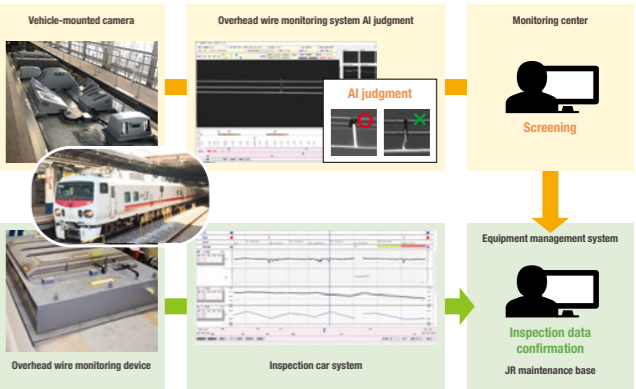 Vehicle-mounted camera
Overhead wire monitoring system AI judgment
Monitoring center
AI judgment
Screening
Equipment management system
Inspection data
confirmation
Overhead wire monitoring device
Inspection car system
JR maintenance base